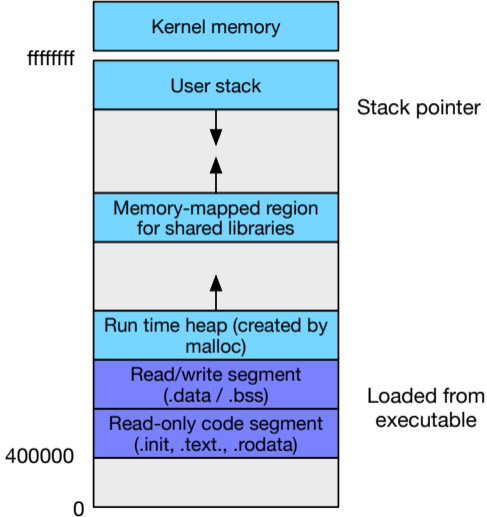 Kernel memory
ffffffff
User stack
Stack pointer
Memory-mapped region
for shared libraries
Run time heap (created by
malloc)
Read/write segment
(.data / .bss)
Loaded from
executable
Read-only code segment
(.init, .text., .rodata)
400000
0